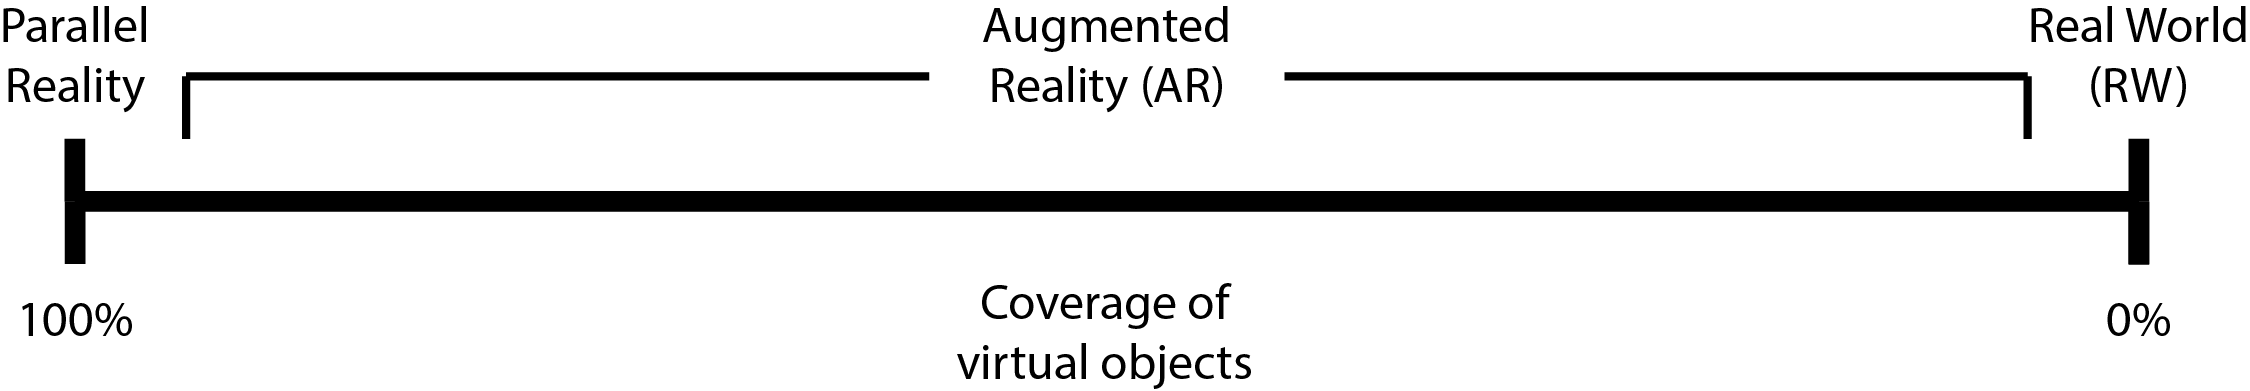 Parallel
Reality
Augmented
Reality (AR)
Real World
(RW)
100%
Coverage of
virtual objects
0%